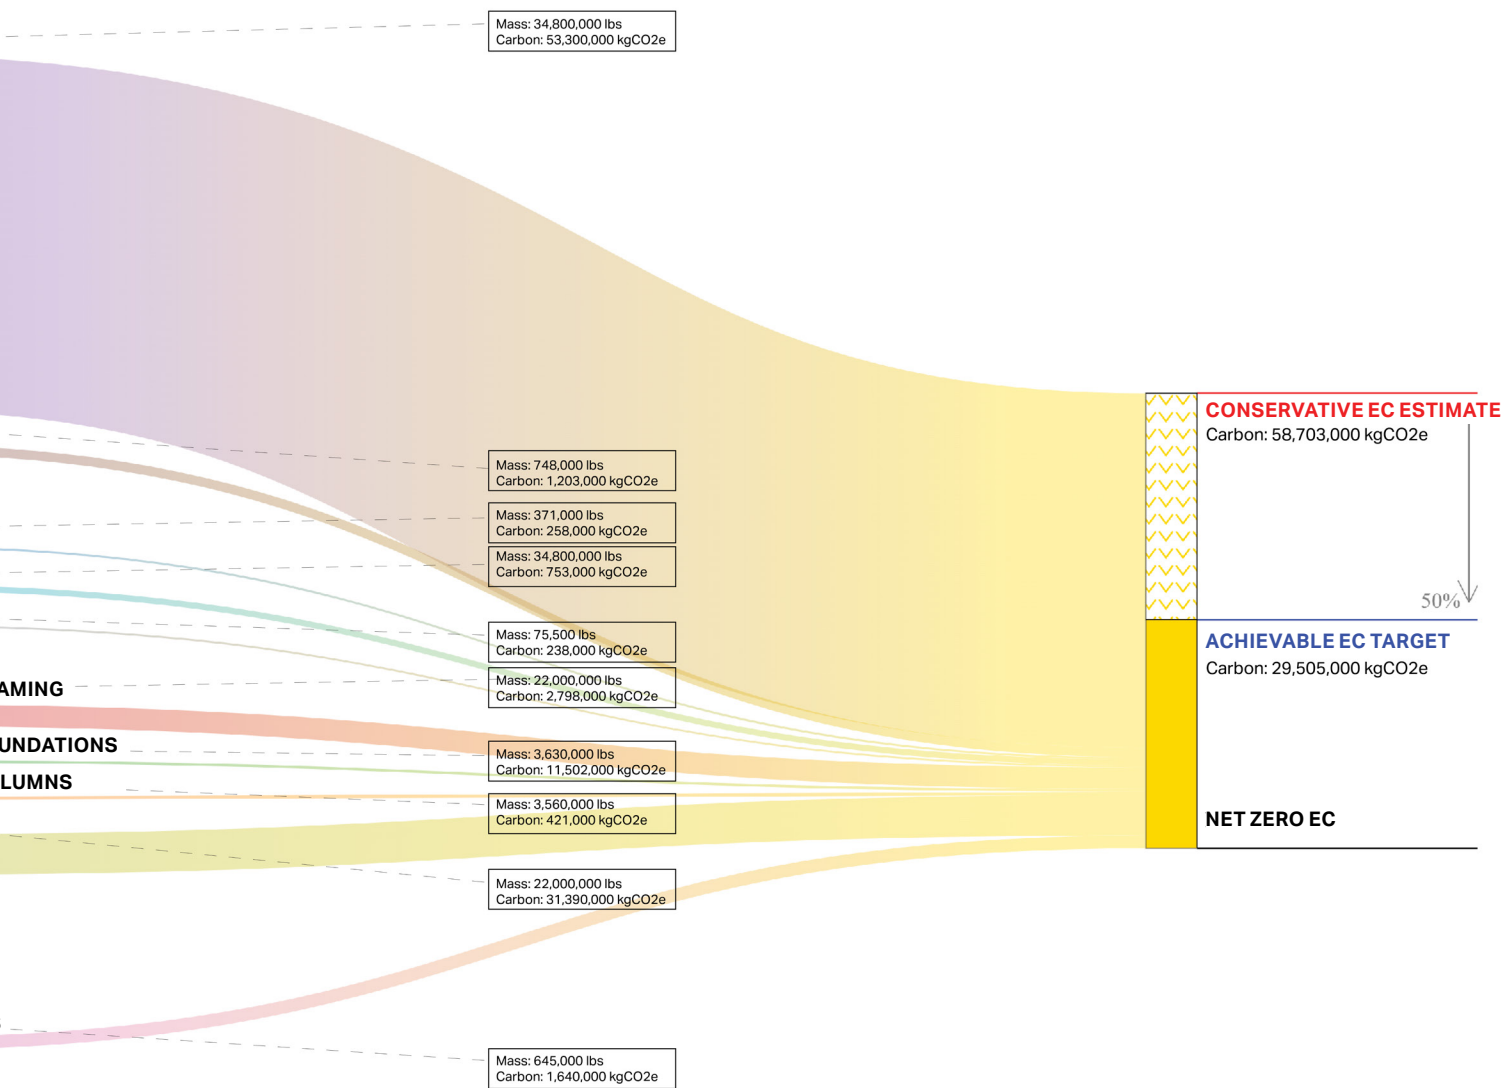 Mass: 34,800,000 lbs
Carbon: 53,300,000 kgCO2e
CONSERVATIVE EC ESTIMATE
Carbon: 58,703,000 kgCO2e
Mass: 748,000 lbs
Carbon: 1,203,000 kgCO2e
Mass: 371,000 lbs
Carbon: 258,000 kgCO2e
Mass: 34,800,000 lbs
Carbon: 753,000 kgCO2e
50%
Mass: 75,500 lbs
Carbon: 238,000 kgCO2e
ACHIEVABLE EC TARGET
Carbon: 29,505,000 kgCO2e
AMING
Mass: 22,000,000 lbs
Carbon: 2,798,000 kgCO2e
UNDATIONS
Mass: 3,630,000 lbs
Carbon: 11,502,000 kgCO2e
LUMNS
Mass: 3,560,000 lbs
Carbon: 421,000 kgCO2e
NET ZERO EC
Mass: 22,000,000 lbs
Carbon: 31,390,000 kgCO2e
Mass: 645,000 lbs
Carbon: 1,640,000 kgCO2e